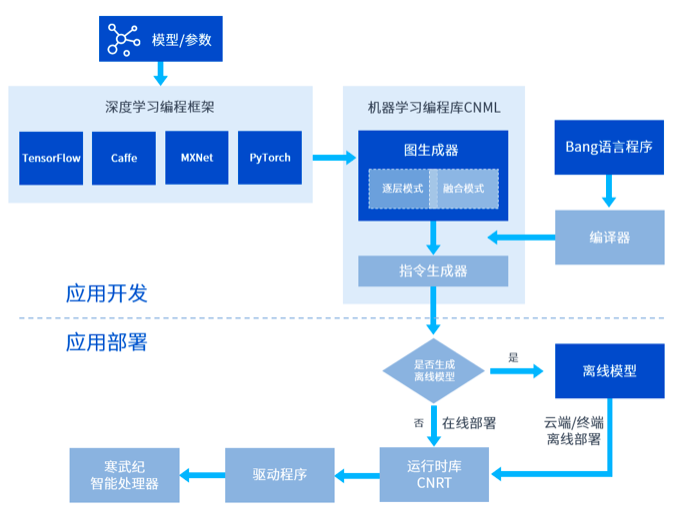 模型/参数
深度学习编程框架
TensorFlow
Caffe
MXNet
PyTorch
机器学习编程库CNML
图生成器
逐层模式
融合模式
指令生成器
Bang语言程序
编译器
应用开发
应用部署
是否生成
离线模型
是
离线模型
否
在线部署
云端/终端
离线部署
运行时库
CNRT
驱动程序
寒武纪
智能处理器